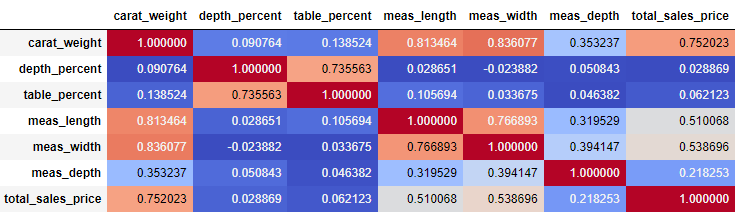 carat_weight depth_percent table_percent meas_length meas_width meas_depth total_sales_price
carat_weight 1.000000 0.090764 0.138524 0.813464 0.836077 0.353237 0.752023
depth_percent 0.090764 1.000000 0.735563 0.028651 -0.023882 0.050843 0.028869
table_percent 0.138524 0.735563 1.000000 0.105694 0.033675 0.046382 0.062123
meas_length 0.813464 0.028651 0.105694 1.000000 0.766893 0.319529 0.510068
meas_width 0.836077 -0.023882 0.033675 0.766893 1.000000 0.394147 0.538696
meas_depth 0.353237 0.050843 0.046382 0.319529 0.394147 1.000000 0.218253
total_sales_price 0.752023 0.028869 0.062123 0.510068 0.538696 0.218253 1.000000